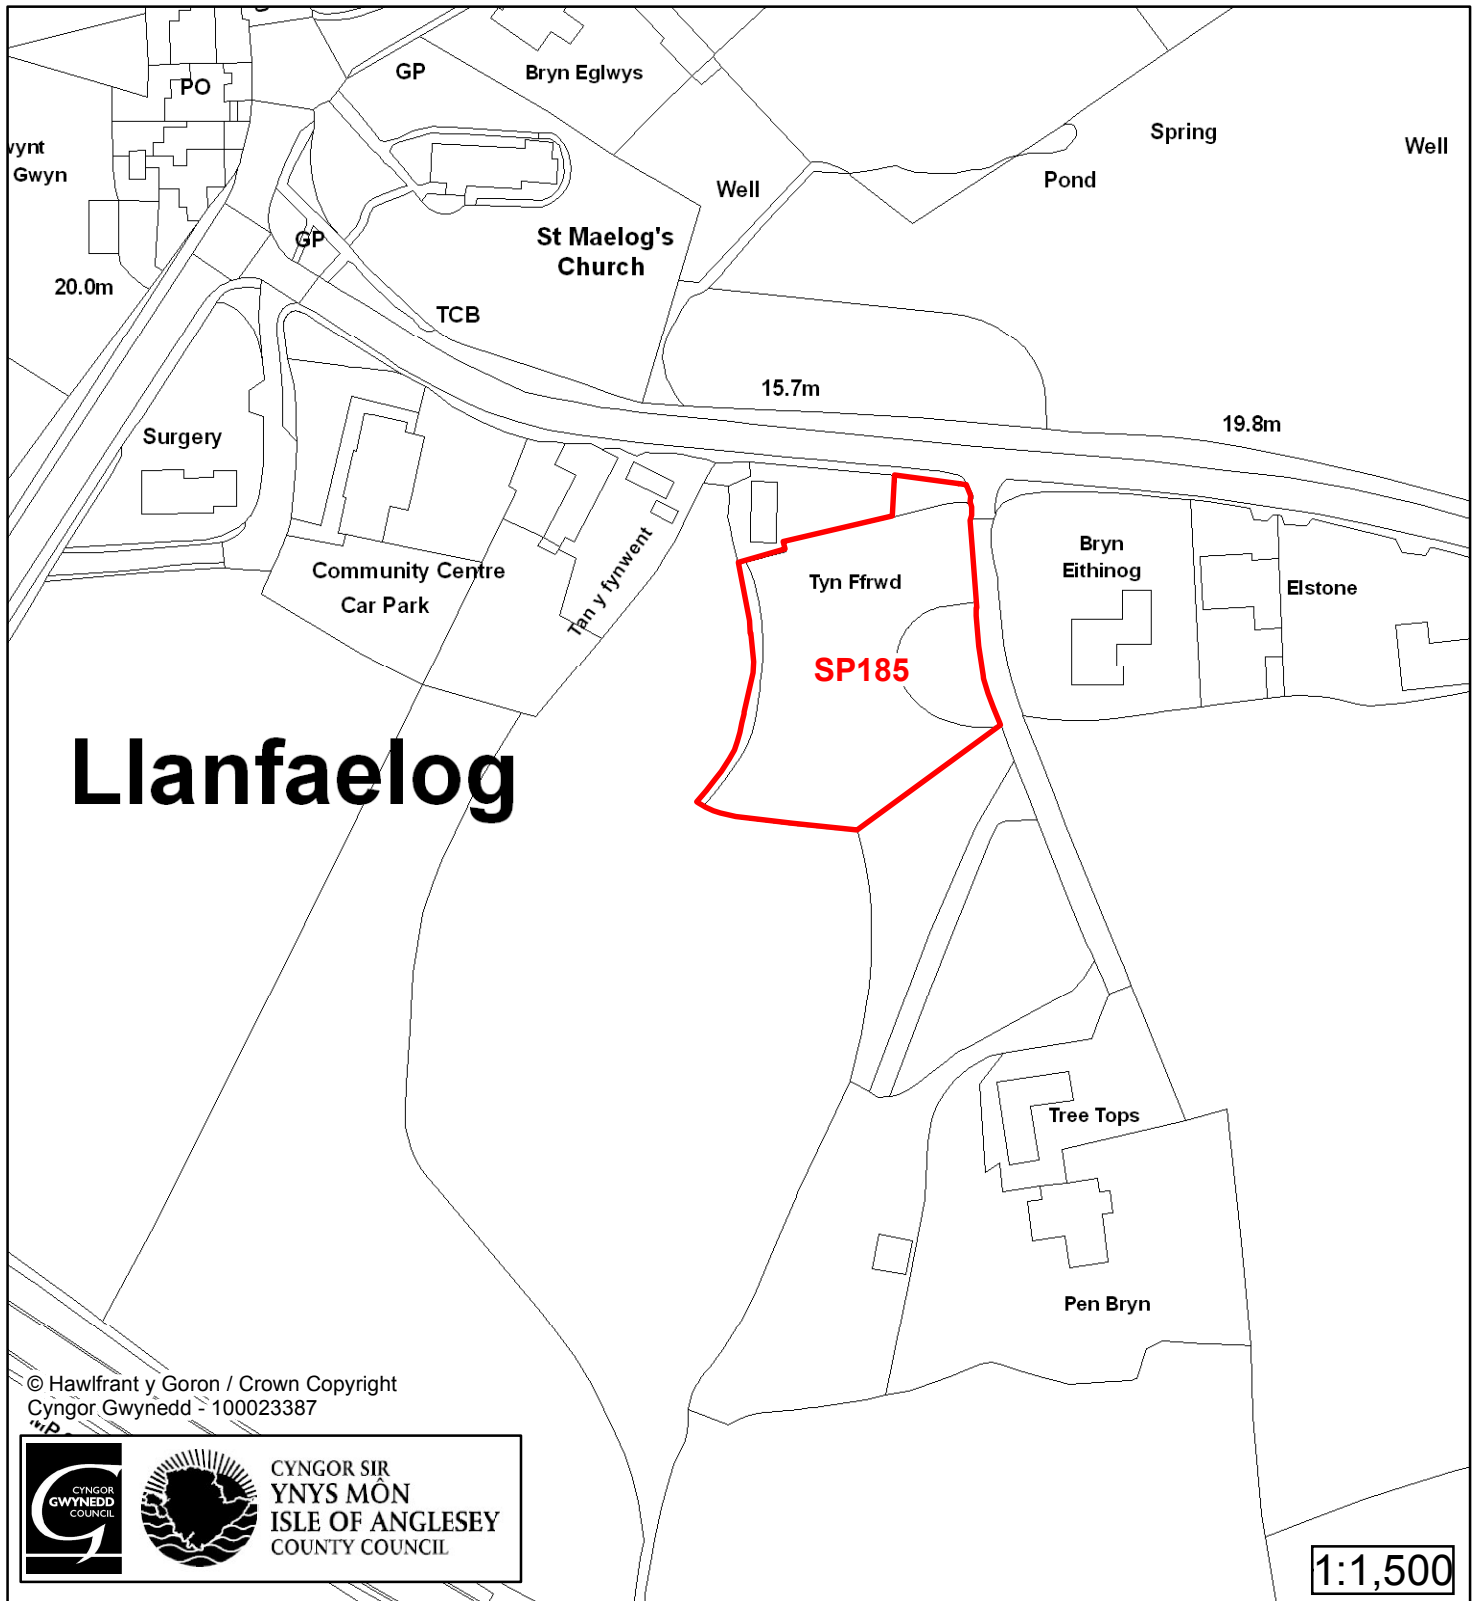 GP
Bryn Eglwys
PO
Spring
Well
Gwyn
Well
Pond
GP
St Maelog's
Church
20.0m
TCB
15.7m
19.8m
Surgery
Bryn
Eithinog
Community Centre
Car Park
Tan y fynwent
Tyn Ffrwd
Elstone
SP185
Llanfaelog
Tree Tops
Pen Bryn
© Hawlfrant y Goron / Crown Copyright
Cyngor Gwynedd - 100023387
CYNGOR
GWYNEDD
COUNCIL
CYNGOR SIR
YNYS MÔN
ISLE OF ANGLESEY
COUNTY COUNCIL
1:1,500